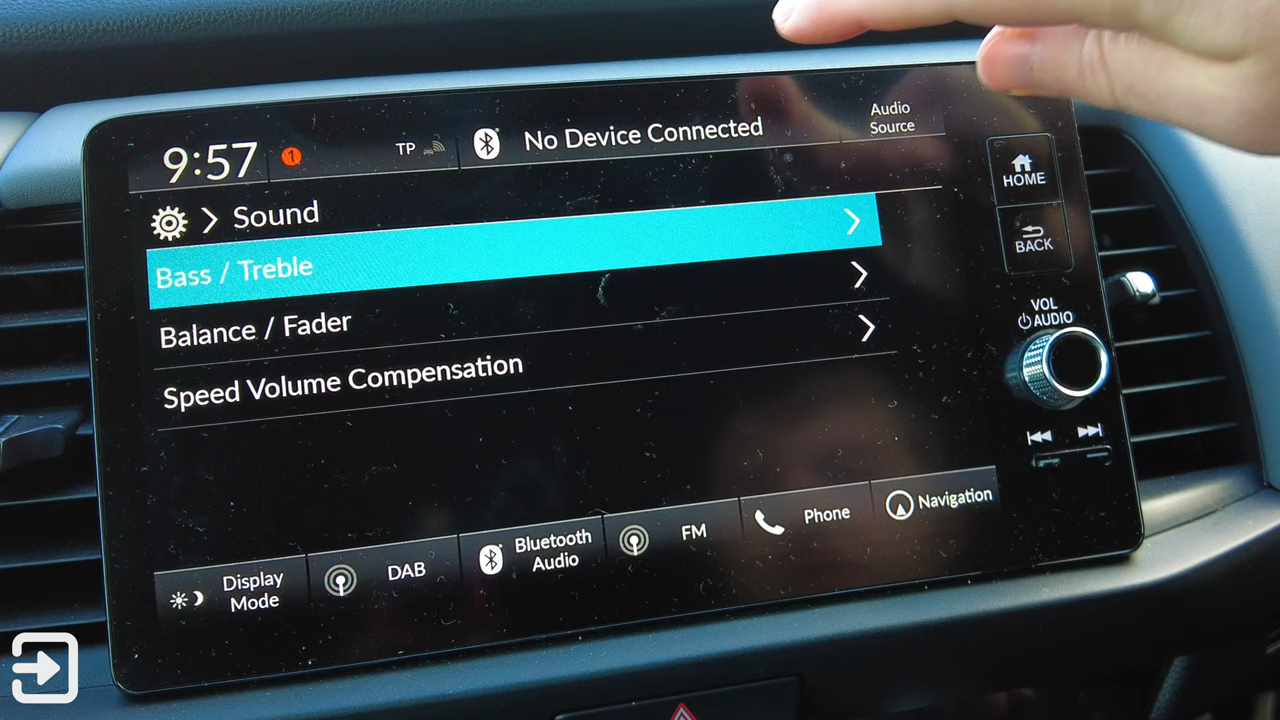 9:57
1
TP
No Device Connected
Audio
Source
HOME
Sound
Bass / Treble
BACK
Balance / Fader
VOL
AUDIO
Speed Volume Compensation
Display
Mode
DAB
Bluetooth
Audio
FM
Phone
Navigation